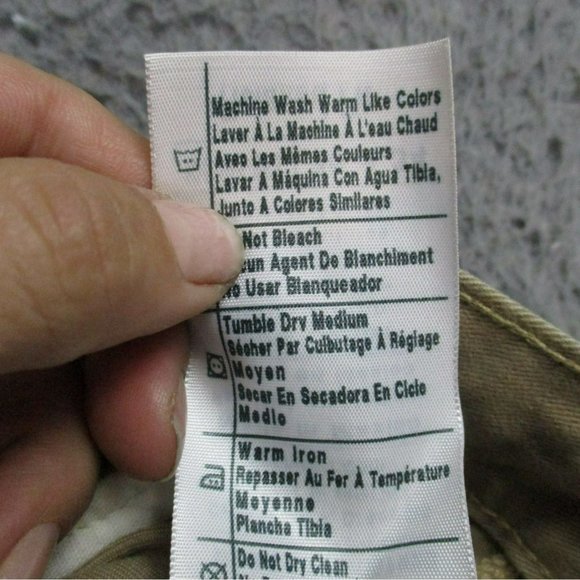 Machine Wash Warm Like Colors
Laver À La Machine À L'eau Chaud
Avec Les Mêmes Couleurs
Lavar A Máquina Con Agua Tibia,
Junto A Colores Similares
Not Bleach
Agent De Blanchiment
Usar Blanqueador
Tumble Dry Medium
Sécher Par Culbutage À Réglage
Moyen
Secar En Secadora En Ciclo
Medio
Warm Iron
Repasser Au Fer À Température
Moyenne
Plancha Tibia
Do Not Dry Clean